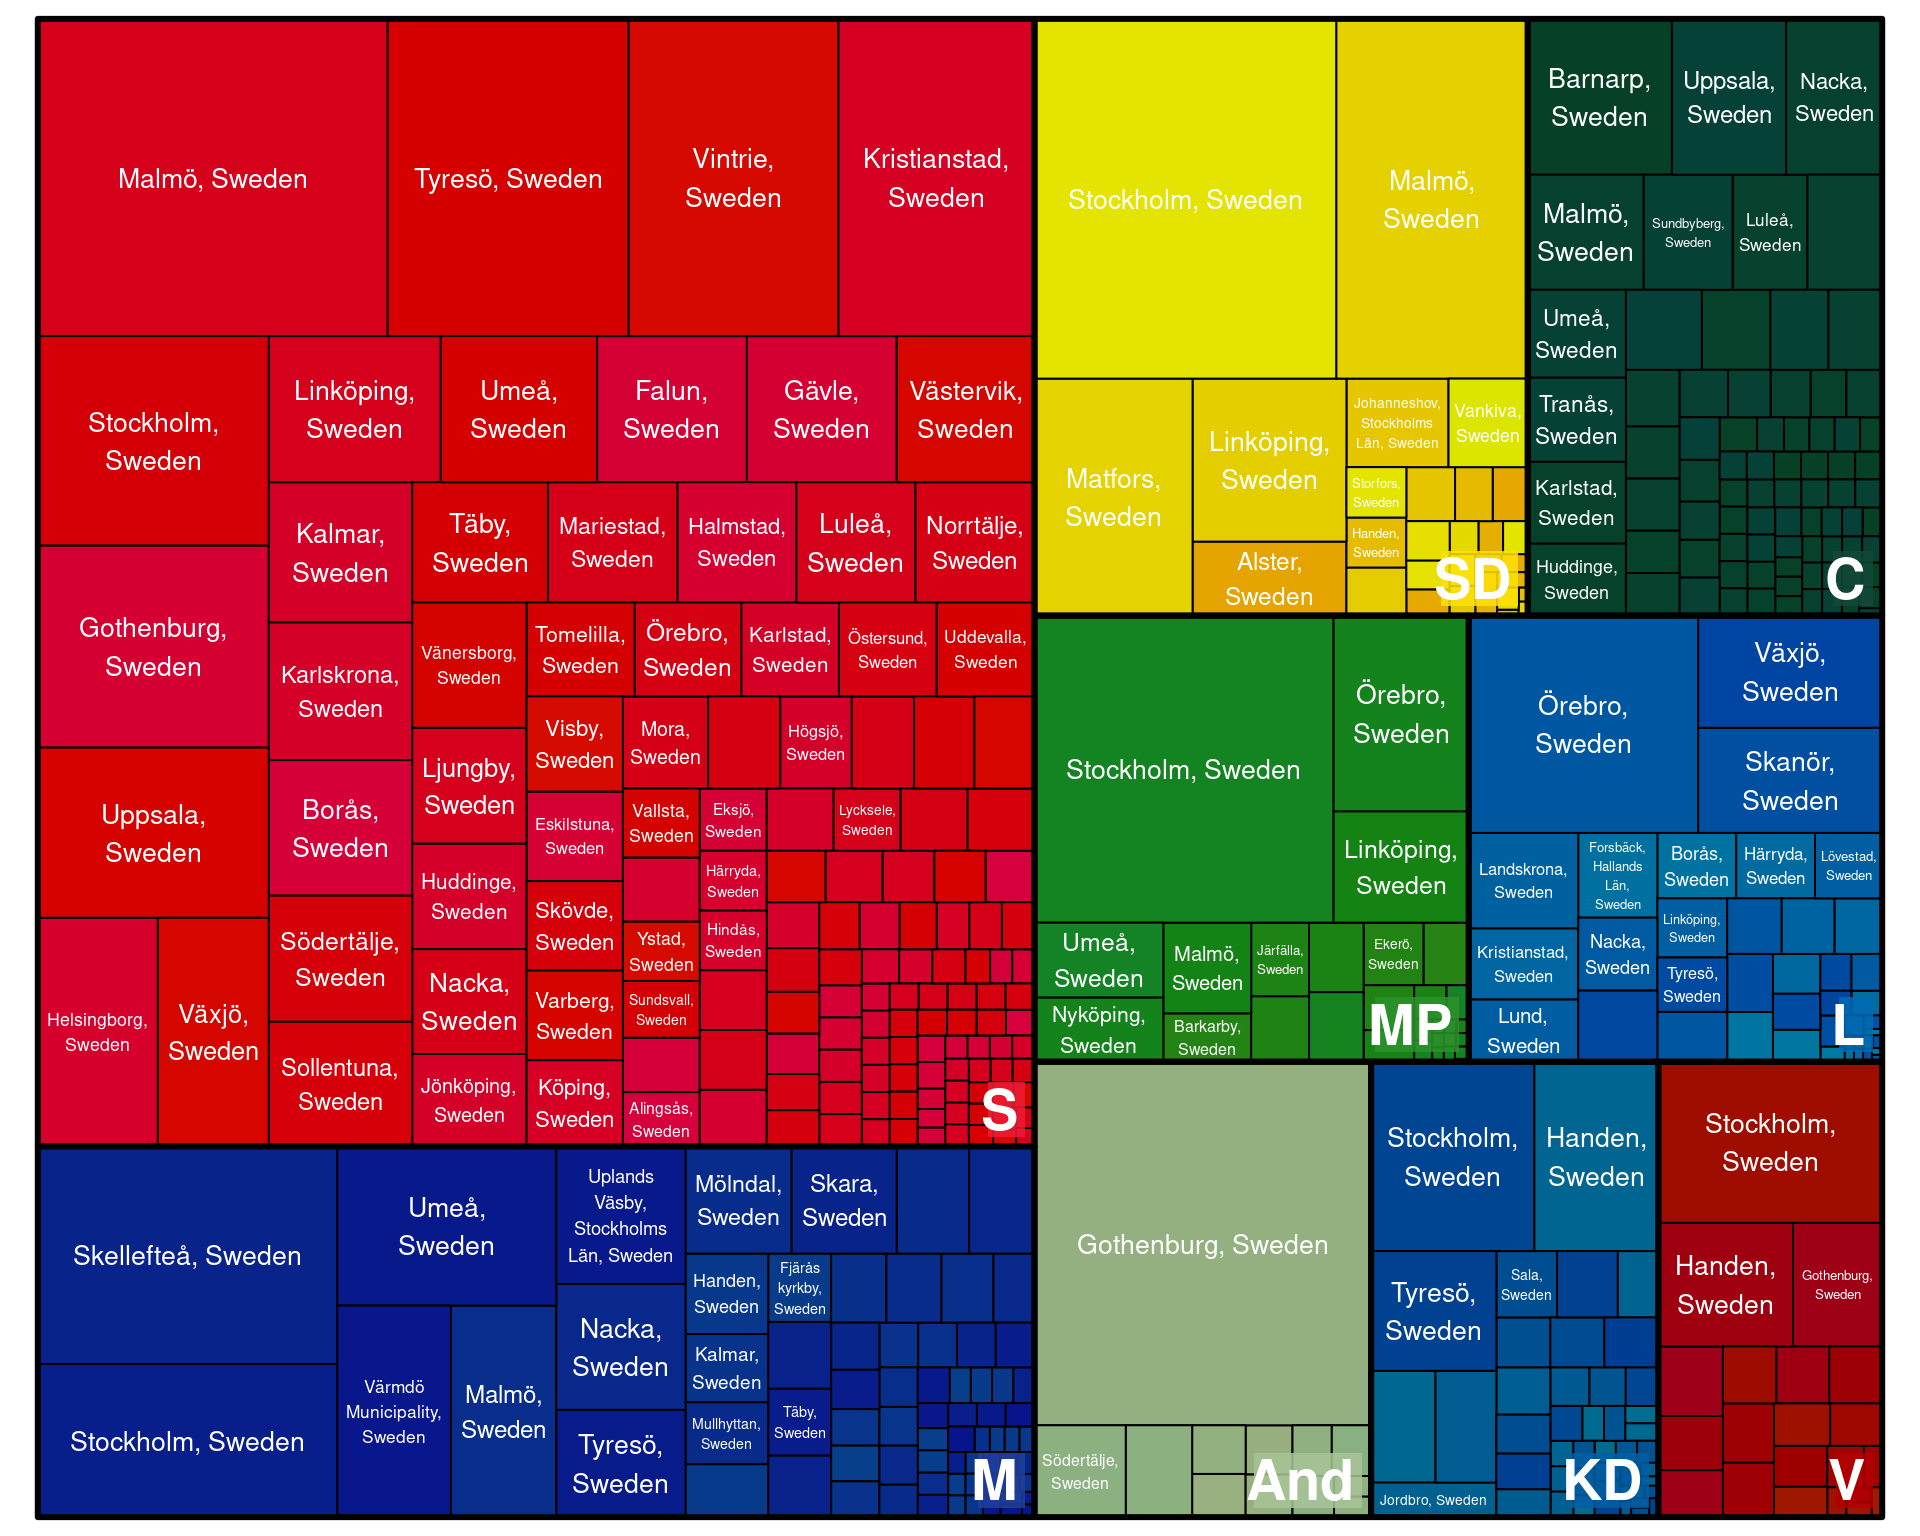 Malmö, Sweden
Tyresö, Sweden
Vintrie,
Sweden
Kristianstad,
Sweden
Stockholm,
Sweden
Linköping,
Sweden
Umeå,
Sweden
Falun,
Sweden
Gävle,
Sweden
Västervik,
Sweden
Gothenburg,
Sweden
Kalmar,
Sweden
Täby,
Sweden
Mariestad,
Sweden
Halmstad,
Sweden
Luleå,
Sweden
Norrtälje,
Sweden
Karlskrona,
Sweden
Vänersborg,
Sweden
Tomelilla,
Sweden
Örebro,
Sweden
Karlstad,
Sweden
Östersund,
Sweden
Uddevalla,
Sweden
Uppsala,
Sweden
Borås,
Sweden
Ljungby,
Sweden
Visby,
Sweden
Mora,
Sweden
Högsjö,
Sweden
Eskilstuna,
Sweden
Vallsta,
Sweden
Eksjö,
Sweden
Lycksele,
Sweden
Huddinge,
Sweden
Härryda,
Sweden
Helsingborg,
Sweden
Växjö,
Sweden
Södertälje,
Sweden
Skövde,
Sweden
Ystad,
Sweden
Hindås,
Sweden
Nacka,
Sweden
Varberg,
Sweden
Sundsvall,
Sweden
Sollentuna,
Sweden
Jönköping,
Sweden
Köping,
Sweden
Alingsås,
Sweden
S
Skellefteå, Sweden
Stockholm, Sweden
Umeå,
Sweden
Värmdö
Municipality,
Sweden
Malmö,
Sweden
Uplands
Väsby,
Stockholms
Län, Sweden
Nacka,
Sweden
Tyresö,
Sweden
Mölndal,
Sweden
Skara,
Sweden
Handen,
Sweden
Fjärås
kyrkby,
Sweden
Kalmar,
Sweden
Mullhyttan,
Sweden
Täby,
Sweden
M
Stockholm, Sweden
Malmö,
Sweden
Matfors,
Sweden
Linköping,
Sweden
Alster,
Sweden
Johanneshov,
Stockholms
Län, Sweden
Vankiva,
Sweden
Storfors,
Sweden
Handen,
Sweden
SD
Barnarp,
Sweden
Uppsala,
Sweden
Nacka,
Sweden
Malmö,
Sweden
Sundbyberg,
Sweden
Luleå,
Sweden
Umeå,
Sweden
Tranås,
Sweden
Karlstad,
Sweden
Huddinge,
Sweden
C
Stockholm, Sweden
Örebro,
Sweden
Linköping,
Sweden
Umeå,
Sweden
Nyköping,
Sweden
Malmö,
Sweden
Barkarby,
Sweden
Järfälla,
Sweden
Ekerö,
Sweden
MP
Örebro,
Sweden
Växjö,
Sweden
Skanör,
Sweden
Landskrona,
Sweden
Forsbäck,
Hallands
Län,
Sweden
Borås,
Sweden
Härryda,
Sweden
Lövestad,
Sweden
Kristianstad,
Sweden
Nacka,
Sweden
Linköping,
Sweden
Tyresö,
Sweden
Lund,
Sweden
L
Gothenburg, Sweden
Södertälje,
Sweden
And
Stockholm,
Sweden
Handen,
Sweden
Tyresö,
Sweden
Sala,
Sweden
Jordbro, Sweden
KD
Stockholm,
Sweden
Handen,
Sweden
Gothenburg,
Sweden
V